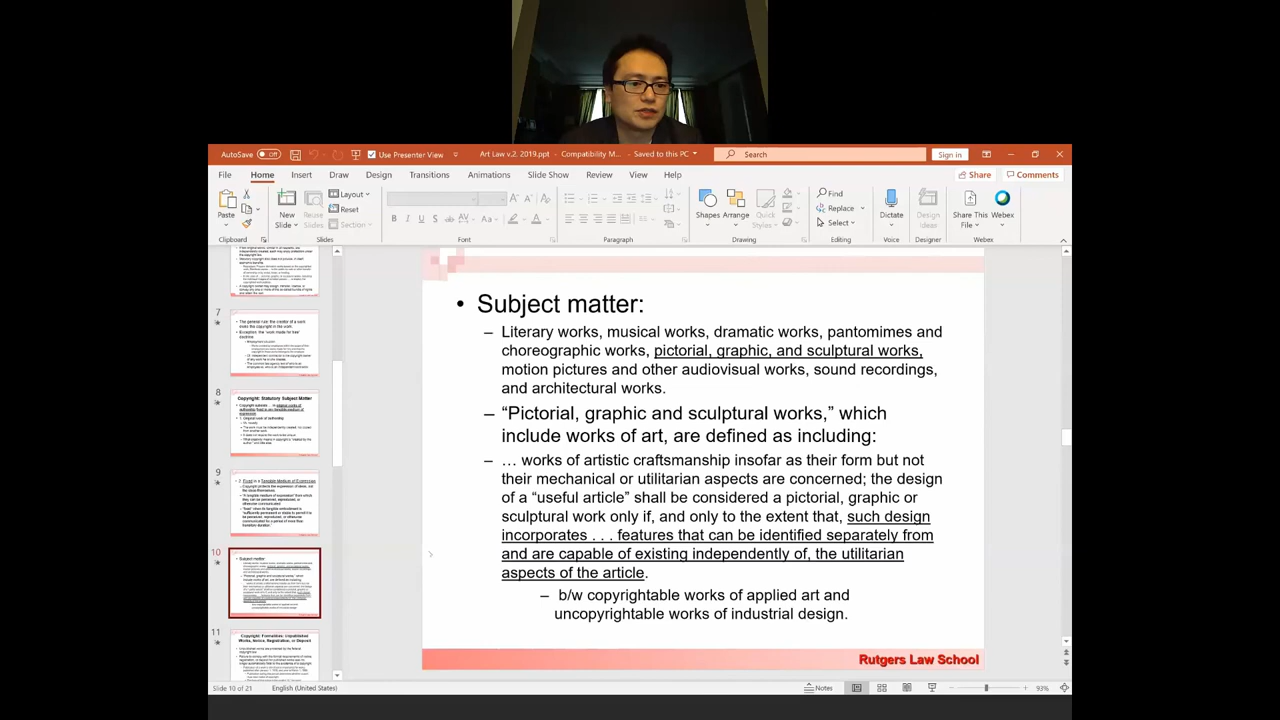 AutoSave Off
Use Presenter View
Art Law v.2. 2019.ppt - Compatibility M... - Saved to this PC
Search
Sign in
File Home Insert Draw Design Transitions Animations Slide Show Review View Help
Share Comments
Paste
New Slide
Reuse Slides
Layout
Reset
Section
B I U S
Aa
Shapes Arrange Quick Styles
Find
Replace
Select
Dictate
Design Ideas
Share This File
Webex
Clipboard Slides Font Paragraph Drawing Editing Voice Designer Webex
7
8
Copyright: Statutory Subject Matter
9
10
Subject matter:
11
• Subject matter:
– Literary works, musical works, dramatic works, pantomimes and
choreographic works, pictorial, graphic, and sculptural works,
motion pictures and other audiovisual works, sound recordings,
and architectural works.
– “Pictorial, graphic and sculptural works,” which
include works of art, are defined as including:
– … works of artistic craftsmanship insofar as their form but not
their mechanical or utilitarian aspects are concerned; the design
of a “useful article” shall be considered a pictorial, graphic or
sculptural work only if, and only to the extent that, such design
incorporates . . . features that can be identified separately from
and are capable of existing independently of, the utilitarian
aspects of the article.
– b/w copyrightable works of applied art and
uncopyrightable works of industrial design.
Rutgers Law School
Slide 10 of 21 English (United States)
Notes
93%